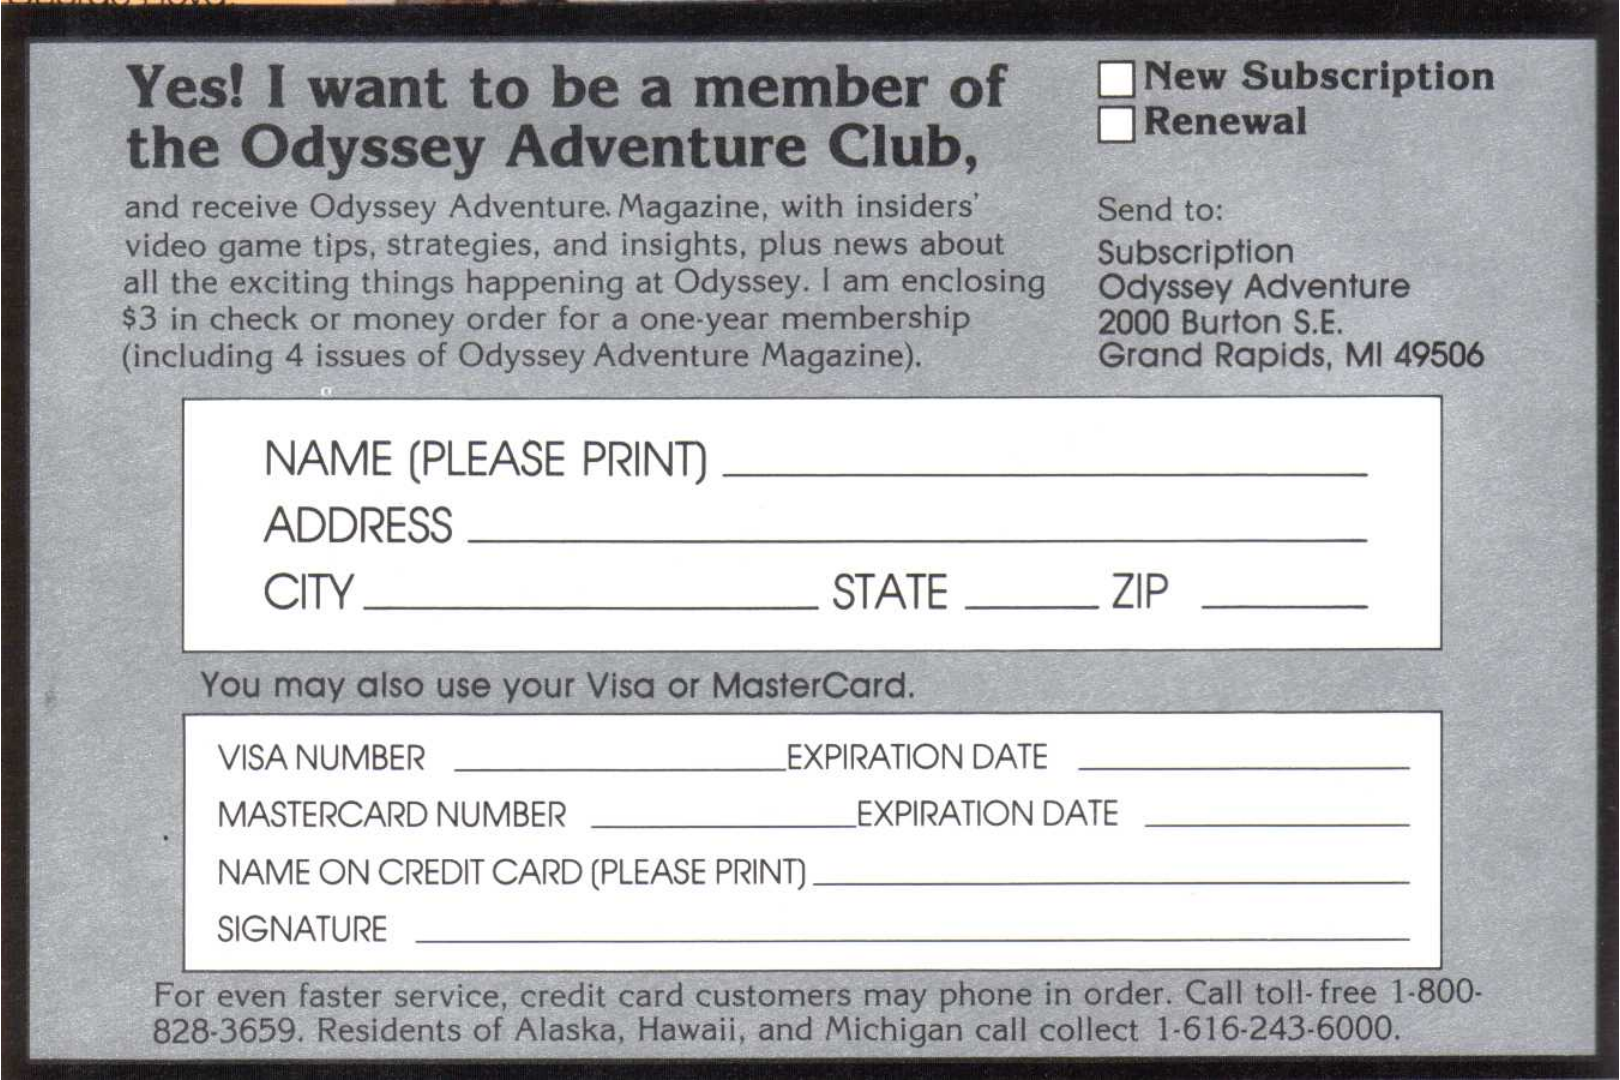 Yes! I want to be a member of
the Odyssey Adventure Club,
and receive Odyssey Adventure Magazine, with insiders'
video game tips, strategies, and insights, plus news about
all the exciting things happening at Odyssey. I am enclosing
$3 in check or money order for a one-year membership
(including 4 issues of Odyssey Adventure Magazine).
New Subscription
Renewal
Send to:
Subscription
Odyssey Adventure
2000 Burton S.E.
Grand Rapids, MI 49506
NAME (PLEASE PRINT)
ADDRESS
CITY STATE ZIP
You may also use your Visa or MasterCard.
VISA NUMBER EXPIRATION DATE
MASTERCARD NUMBER EXPIRATION DATE
NAME ON CREDIT CARD (PLEASE PRINT)
SIGNATURE
For even faster service, credit card customers may phone in order. Call toll-free 1-800-
828-3659. Residents of Alaska, Hawaii, and Michigan call collect 1-616-243-6000.